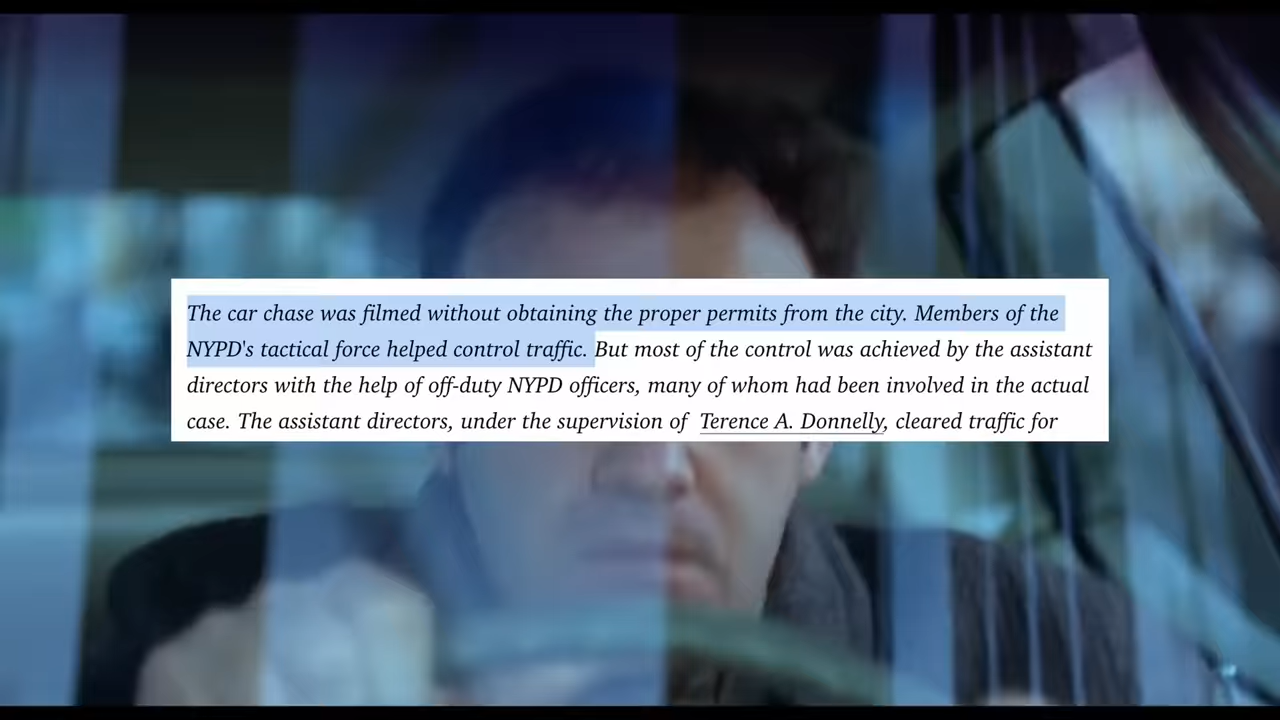 The car chase was filmed without obtaining the proper permits from the city. Members of the
NYPD's tactical force helped control traffic. But most of the control was achieved by the assistant
directors with the help of off-duty NYPD officers, many of whom had been involved in the actual
case. The assistant directors, under the supervision of Terence A. Donnelly, cleared traffic for